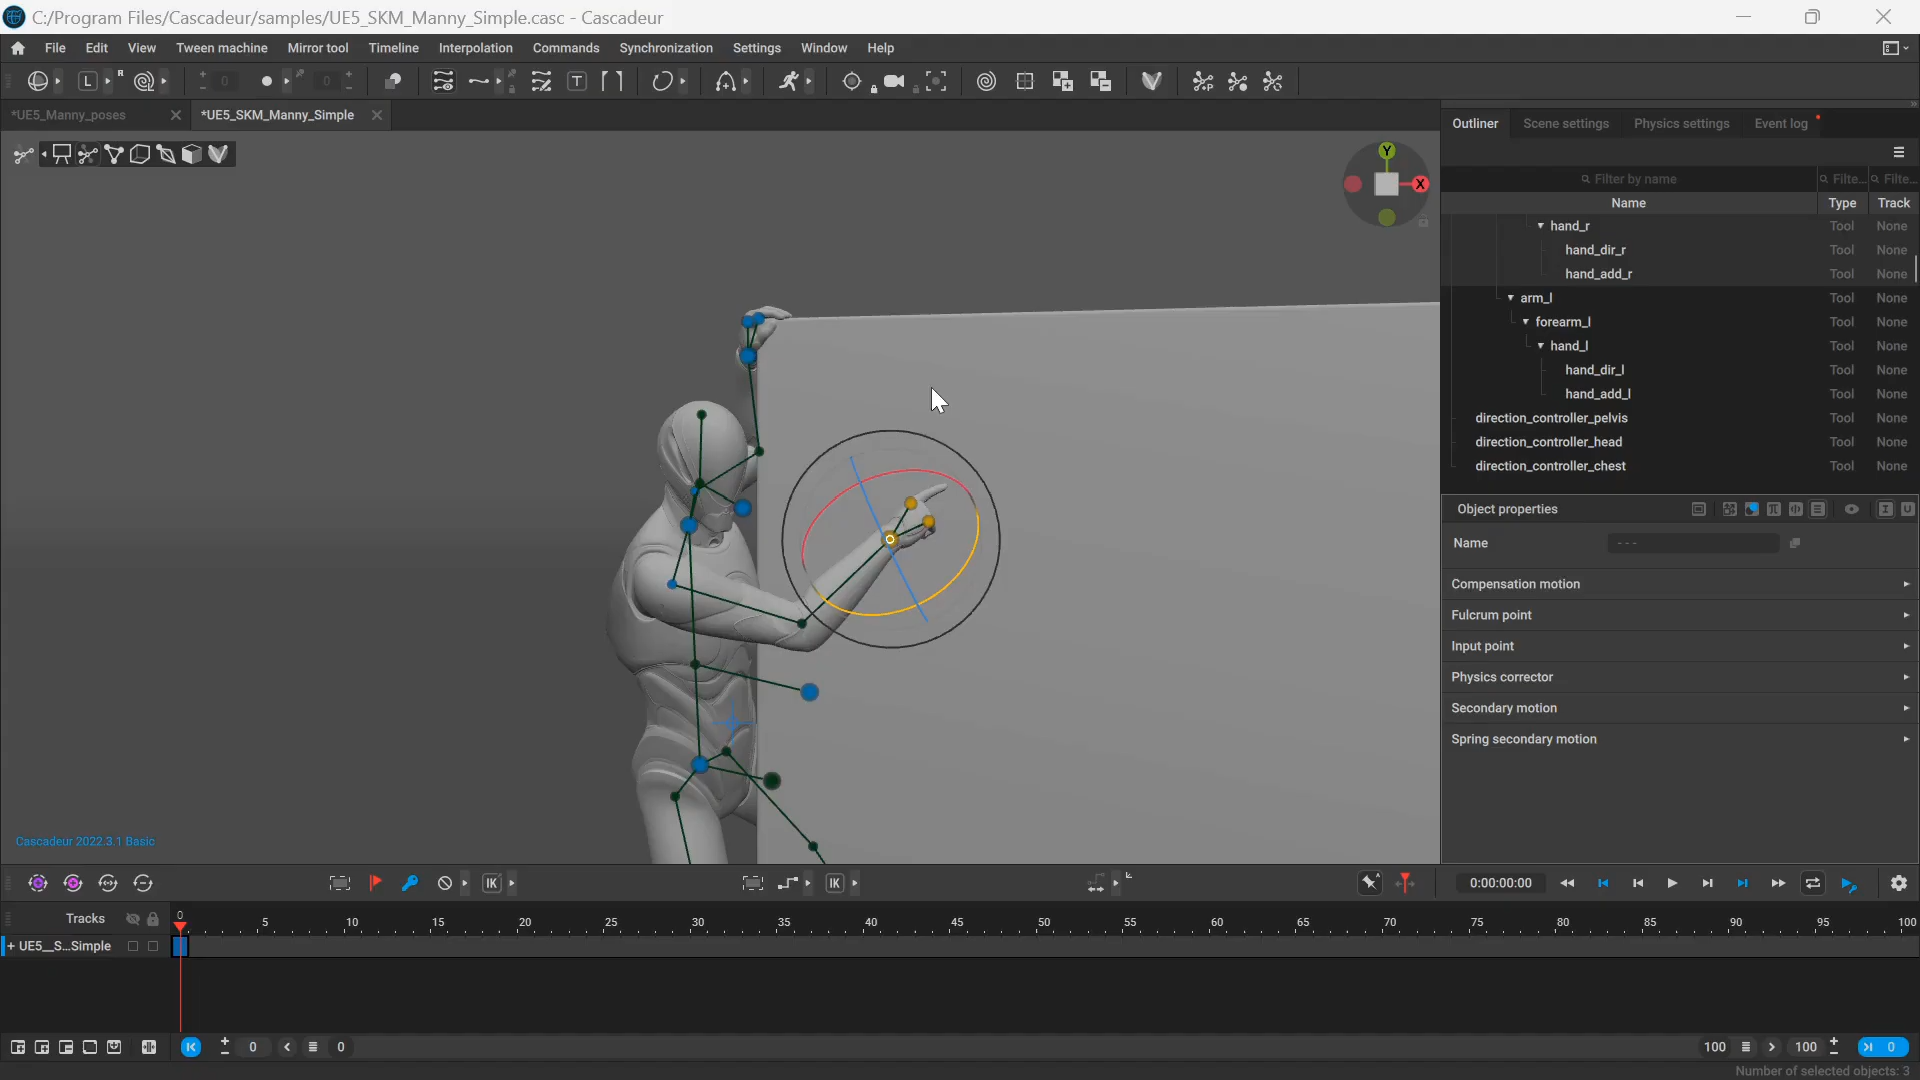 C:/Program Files/Cascadeur/samples/UE5_SKM_Manny_Simple.casc - Cascadeur
File Edit View Tween machine Mirror tool Timeline Interpolation Commands Synchronization Settings Window Help
L R 0 0 T
*UE5_Manny_poses *UE5_SKM_Manny_Simple
Y
X
Cascadeur 2022.3.1 Basic
Outliner Scene settings Physics settings Event log
Filter by name Filte... Filte...
Name Type Track
hand_r Tool None
hand_dir_r Tool None
hand_add_r Tool None
arm_l Tool None
forearm_l Tool None
hand_l Tool None
hand_dir_l Tool None
hand_add_l Tool None
direction_controller_pelvis Tool None
direction_controller_head Tool None
direction_controller_chest Tool None
Object properties
Name ---
Compensation motion
Fulcrum point
Input point
Physics corrector
Secondary motion
Spring secondary motion
IK IK 0:00:00:00
Tracks 0 5 10 15 20 25 30 35 40 45 50 55 60 65 70 75 80 85 90 95 100
+ UE5__S...Simple
0 0 100 100 0
Number of selected objects: 3